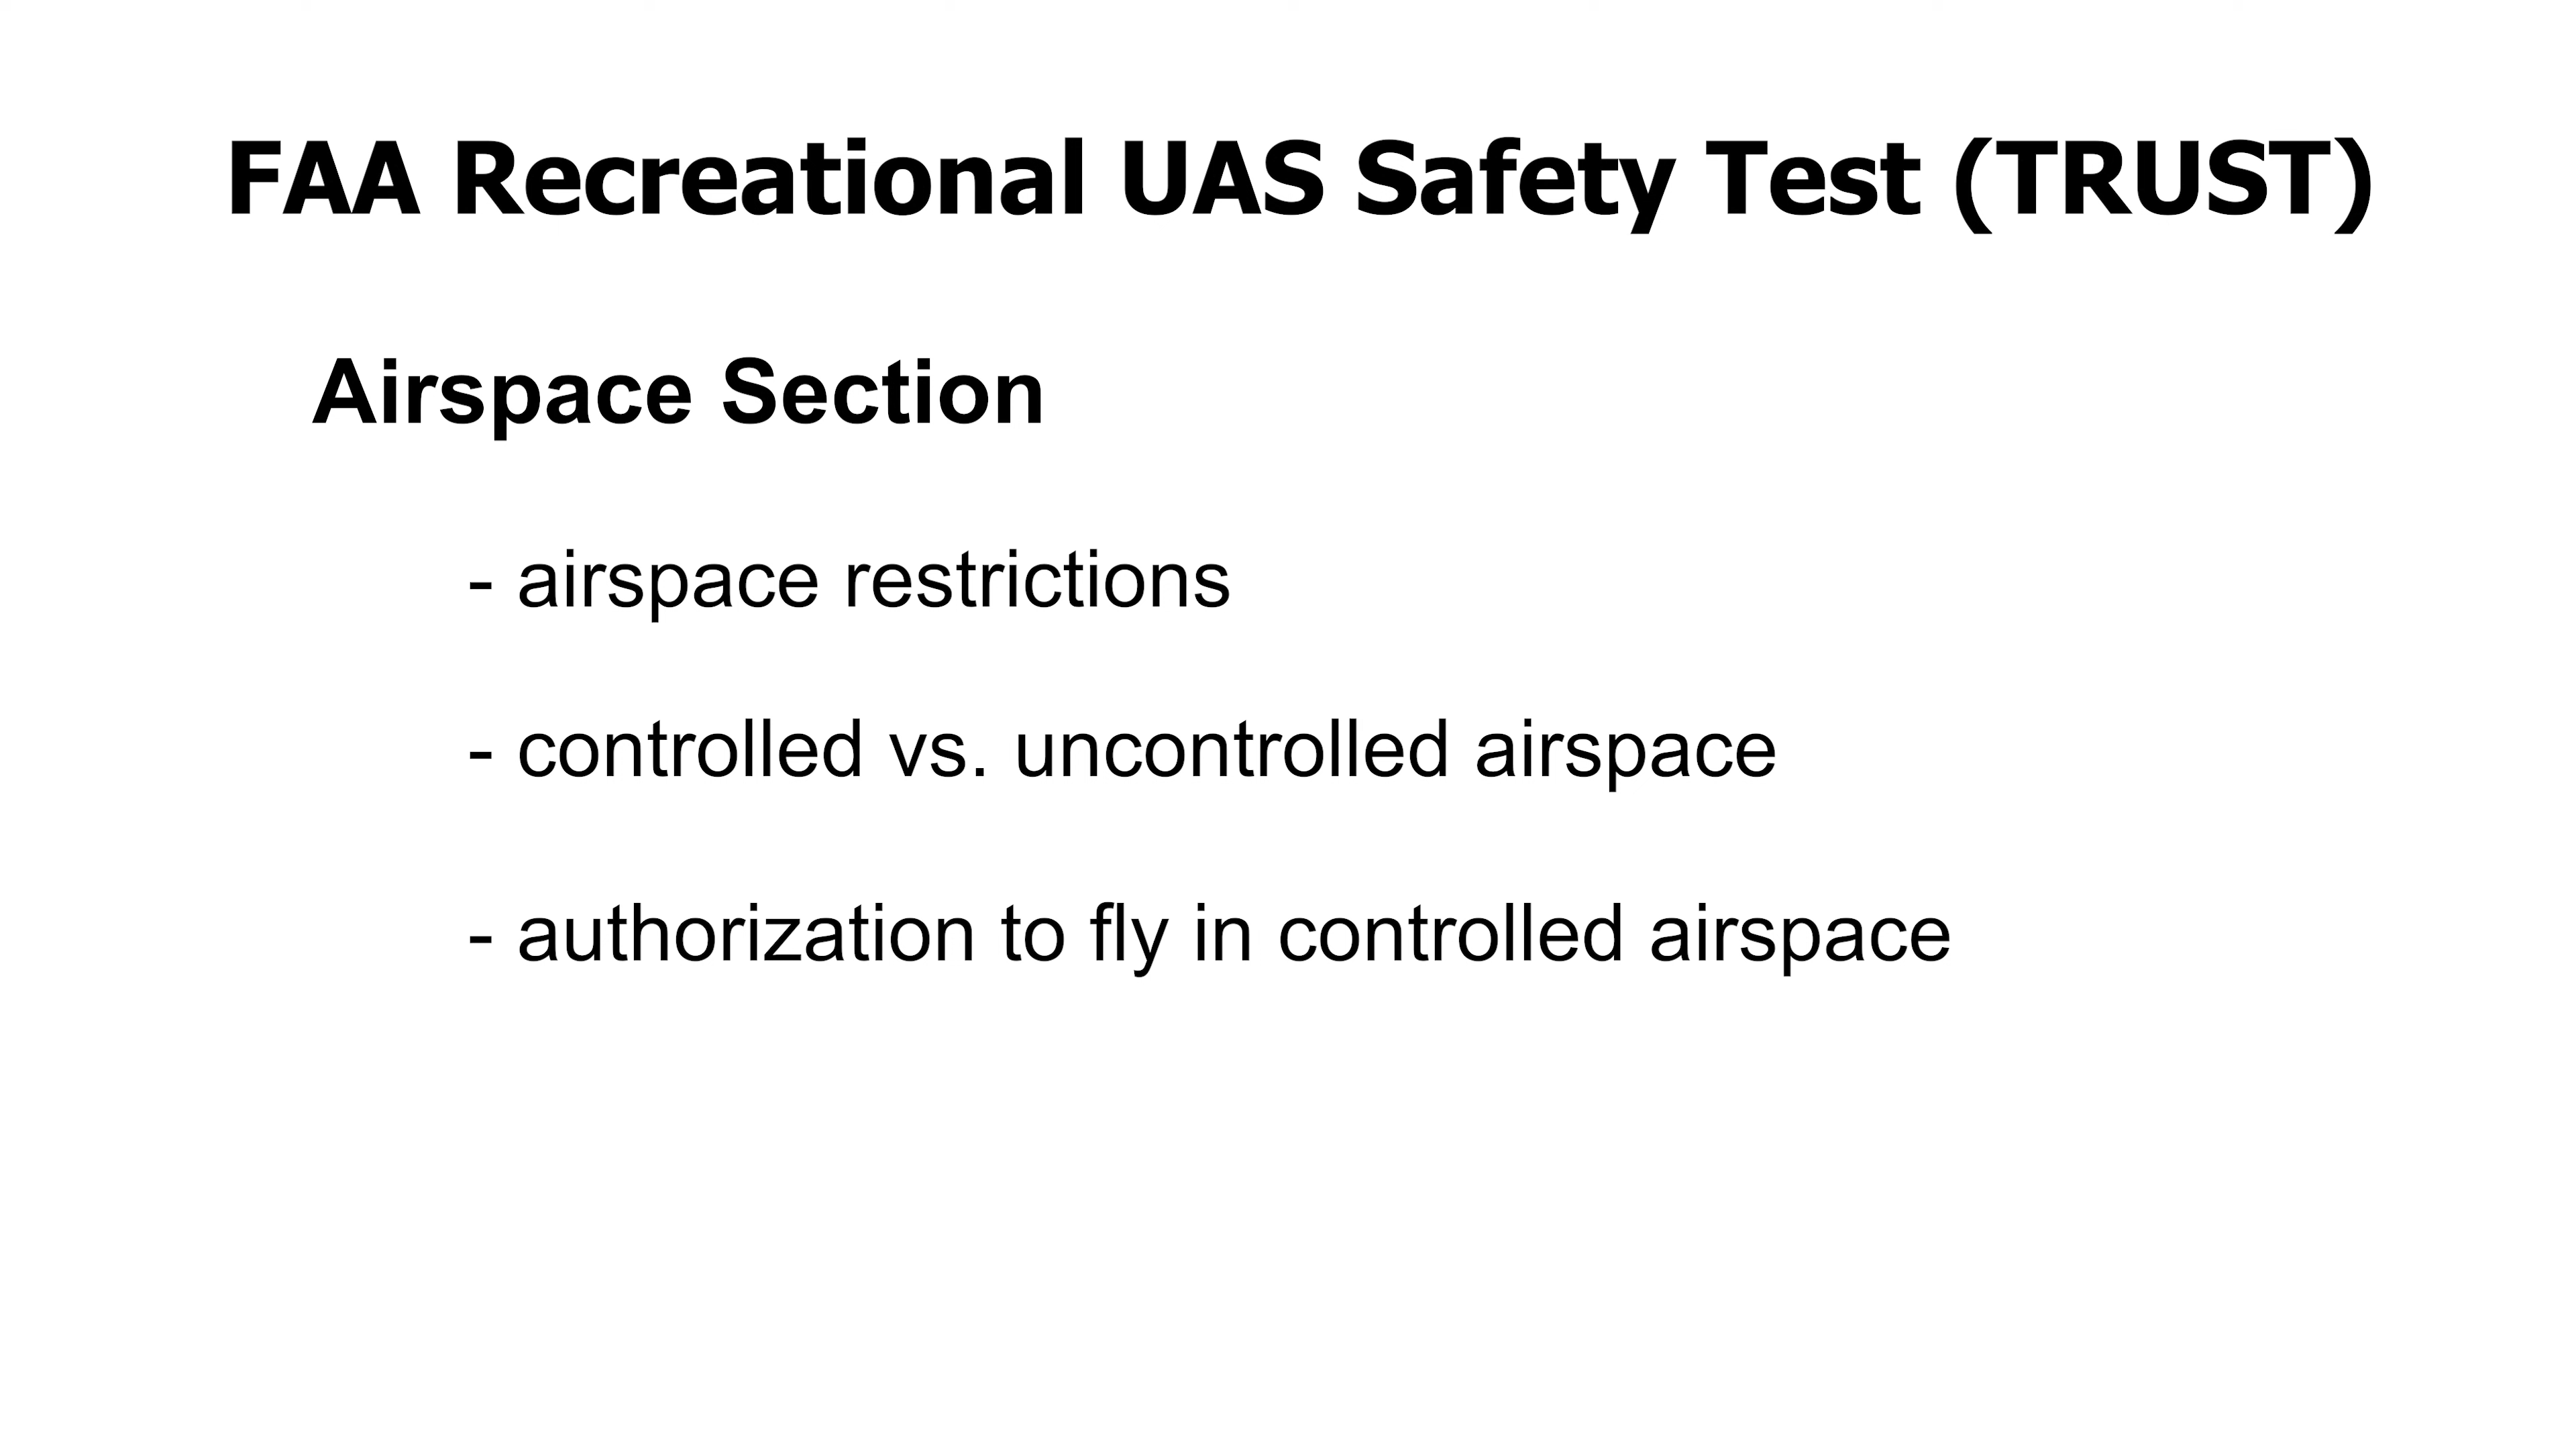 FAA Recreational UAS Safety Test (TRUST)
Airspace Section
- airspace restrictions
- controlled vs. uncontrolled airspace
- authorization to fly in controlled airspace